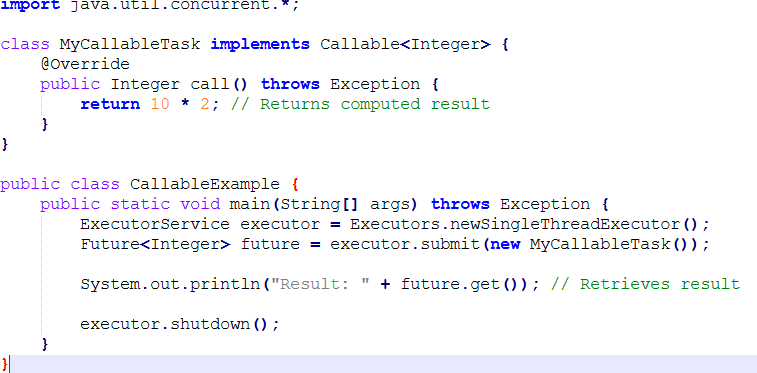 import java.util.concurrent.*;
class MyCallableTask implements Callable<Integer> {
    @Override
    public Integer call() throws Exception {
        return 10 * 2; // Returns computed result
    }
}
public class CallableExample {
    public static void main(String[] args) throws Exception {
        ExecutorService executor = Executors.newSingleThreadExecutor();
        Future<Integer> future = executor.submit(new MyCallableTask());
        System.out.println("Result: " + future.get()); // Retrieves result
        executor.shutdown();
    }
}